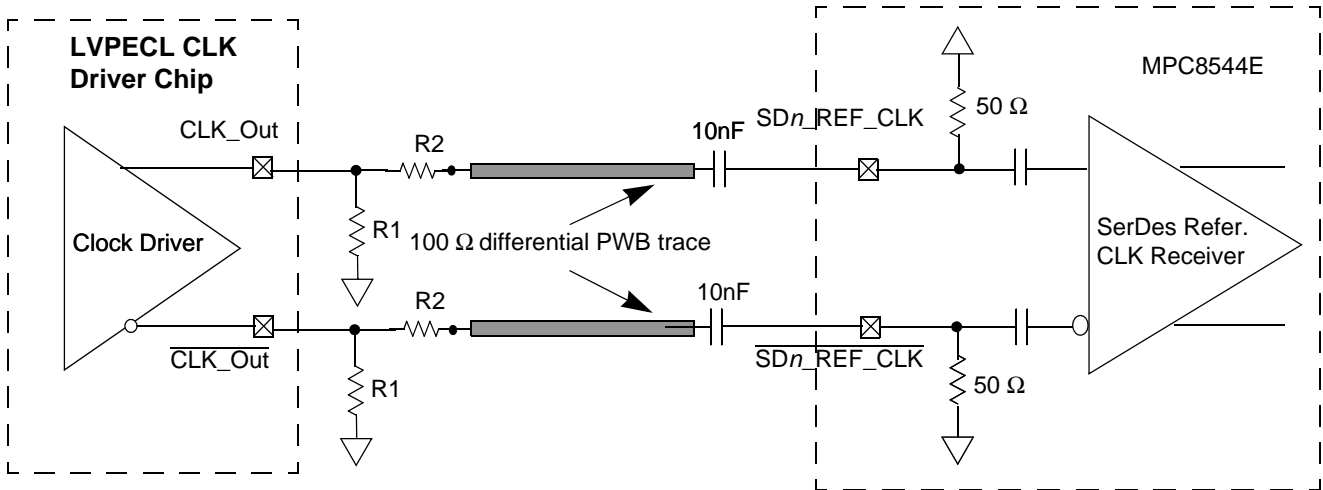 LVPECL CLK
Driver Chip
MPC8544E
CLK_Out
R2
10nF
SDn_REF_CLK
50 Ω
Clock Driver
R1
100 Ω differential PWB trace
SerDes Refer.
CLK Receiver
R2
10nF
CLK_Out
SDn_REF_CLK
R1
50 Ω